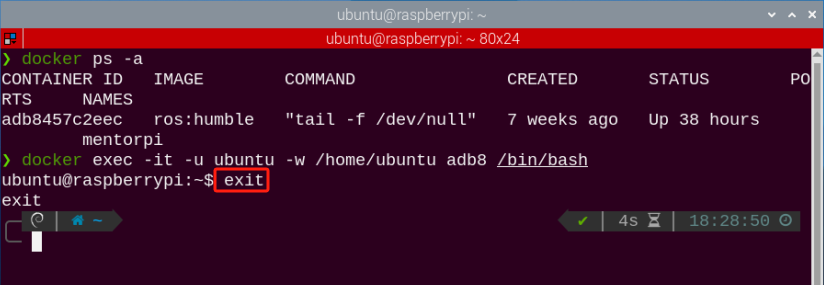 ubuntu@raspberrypi: ~
ubuntu@raspberrypi: ~ 80x24
❯ docker ps -a
CONTAINER ID   IMAGE        COMMAND               CREATED       STATUS        PO
RTS     NAMES
adb8457c2eec   ros:humble   "tail -f /dev/null"   7 weeks ago   Up 38 hours
        mentorpi
❯ docker exec -it -u ubuntu -w /home/ubuntu adb8 /bin/bash
ubuntu@raspberrypi:~$ exit
exit
~ ✔ 4s 18:28:50